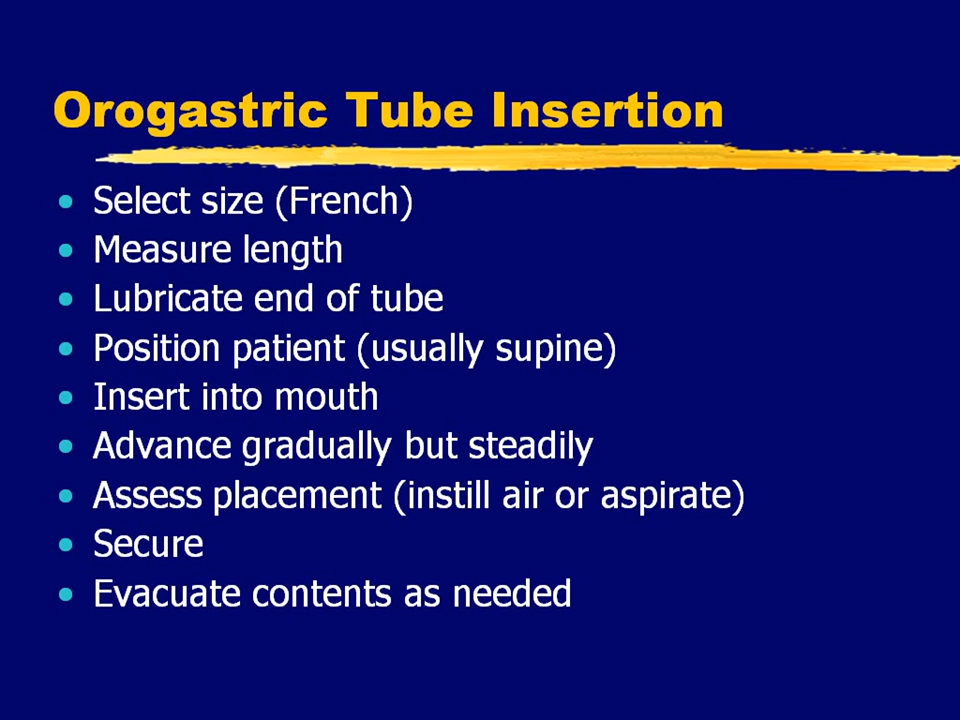 Orogastric Tube Insertion
• Select size (French)
• Measure length
• Lubricate end of tube
• Position patient (usually supine)
• Insert into mouth
• Advance gradually but steadily
• Assess placement (instill air or aspirate)
• Secure
• Evacuate contents as needed